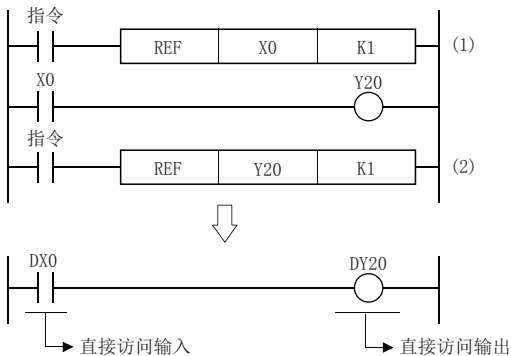 指令
REF X0 K1 (1)
X0 Y20
指令
REF Y20 K1 (2)
DX0 DY20
直接访问输入 直接访问输出